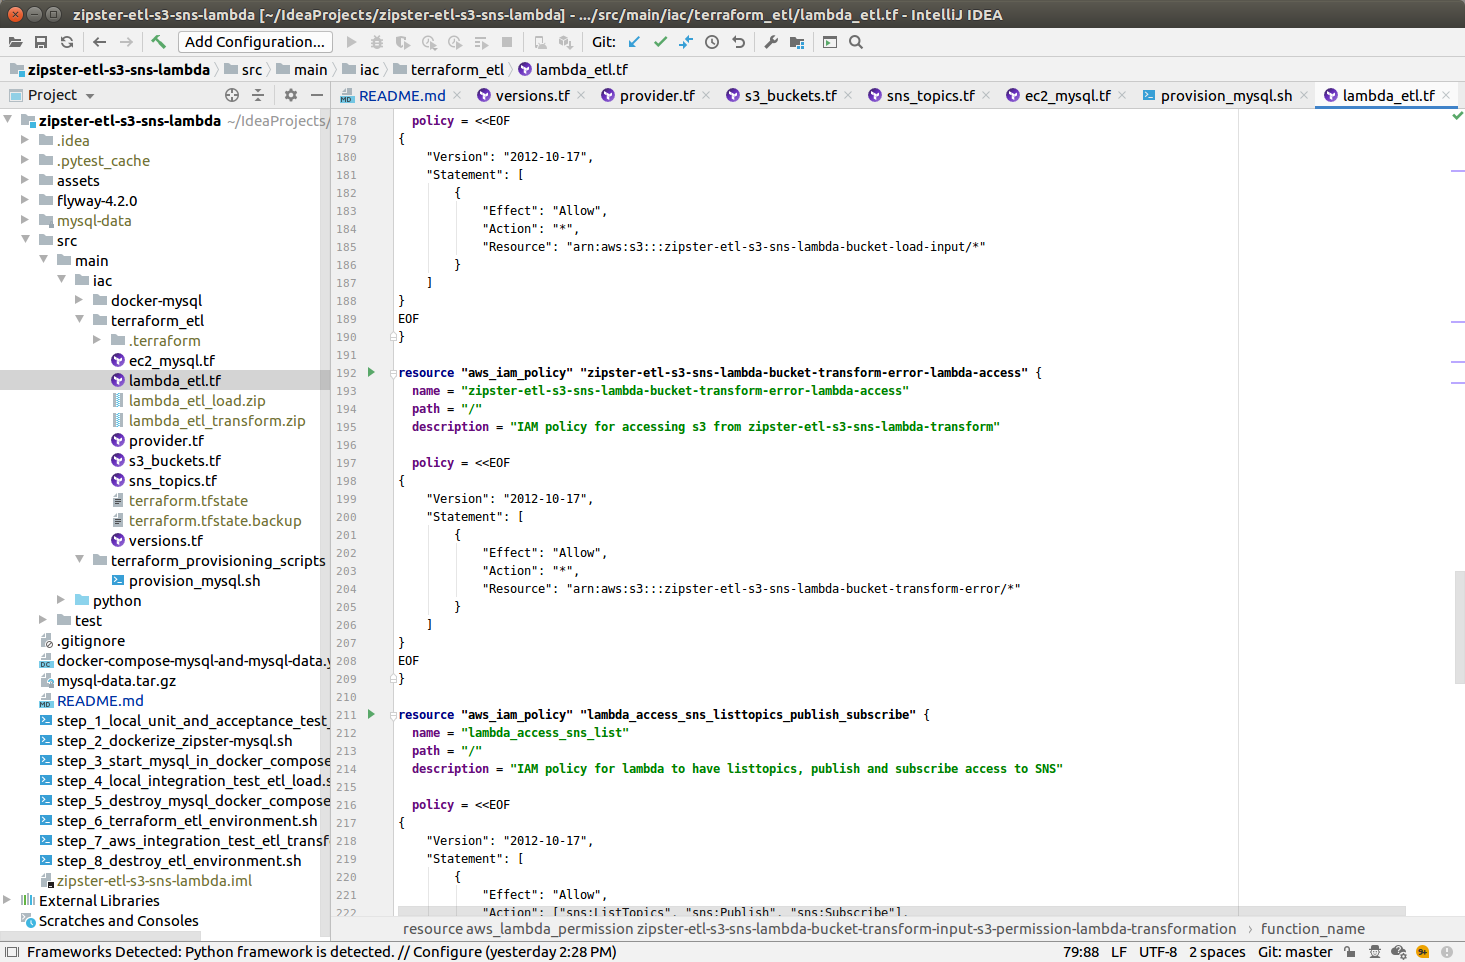 zipster-etl-s3-sns-lambda [~/IdeaProjects/zipster-etl-s3-sns-lambda] - .../src/main/iac/terraform_etl/lambda_etl.tf - IntelliJ IDEA
Add Configuration...
Git:
zipster-etl-s3-sns-lambda
src
main
iac
terraform_etl
lambda_etl.tf
Project
README.md
versions.tf
provider.tf
s3_buckets.tf
sns_topics.tf
ec2_mysql.tf
provision_mysql.sh
lambda_etl.tf
zipster-etl-s3-sns-lambda ~/IdeaProjects/
.idea
.pytest_cache
assets
flyway-4.2.0
mysql-data
src
main
iac
docker-mysql
terraform_etl
.terraform
ec2_mysql.tf
lambda_etl.tf
lambda_etl_load.zip
lambda_etl_transform.zip
provider.tf
s3_buckets.tf
sns_topics.tf
terraform.tfstate
terraform.tfstate.backup
versions.tf
terraform_provisioning_scripts
provision_mysql.sh
python
test
.gitignore
docker-compose-mysql-and-mysql-data.y
mysql-data.tar.gz
README.md
step_1_local_unit_and_acceptance_test_
step_2_dockerize_zipster-mysql.sh
step_3_start_mysql_in_docker_compose
step_4_local_integration_test_etl_load.s
step_5_destroy_mysql_docker_compose
step_6_terraform_etl_environment.sh
step_7_aws_integration_test_etl_transf
step_8_destroy_etl_environment.sh
zipster-etl-s3-sns-lambda.iml
External Libraries
Scratches and Consoles
178 policy = <<EOF
179 {
180 "Version": "2012-10-17",
181 "Statement": [
182 {
183 "Effect": "Allow",
184 "Action": "*",
185 "Resource": "arn:aws:s3:::zipster-etl-s3-sns-lambda-bucket-load-input/*"
186 }
187 ]
188 }
189 EOF
190 }
191
192 resource "aws_iam_policy" "zipster-etl-s3-sns-lambda-bucket-transform-error-lambda-access" {
193 name = "zipster-etl-s3-sns-lambda-bucket-transform-error-lambda-access"
194 path = "/"
195 description = "IAM policy for accessing s3 from zipster-etl-s3-sns-lambda-transform"
196
197 policy = <<EOF
198 {
199 "Version": "2012-10-17",
200 "Statement": [
201 {
202 "Effect": "Allow",
203 "Action": "*",
204 "Resource": "arn:aws:s3:::zipster-etl-s3-sns-lambda-bucket-transform-error/*"
205 }
206 ]
207 }
208 EOF
209 }
210
211 resource "aws_iam_policy" "lambda_access_sns_listtopics_publish_subscribe" {
212 name = "lambda_access_sns_list"
213 path = "/"
214 description = "IAM policy for lambda to have listtopics, publish and subscribe access to SNS"
215
216 policy = <<EOF
217 {
218 "Version": "2012-10-17",
219 "Statement": [
220 {
221 "Effect": "Allow",
222 "Action": ["sns:ListTopics", "sns:Publish", "sns:Subscribe"],
resource aws_lambda_permission zipster-etl-s3-sns-lambda-bucket-transform-input-s3-permission-lambda-transformation › function_name
Frameworks Detected: Python framework is detected. // Configure (yesterday 2:28 PM)
79:88 LF UTF-8 2 spaces Git: master 9+